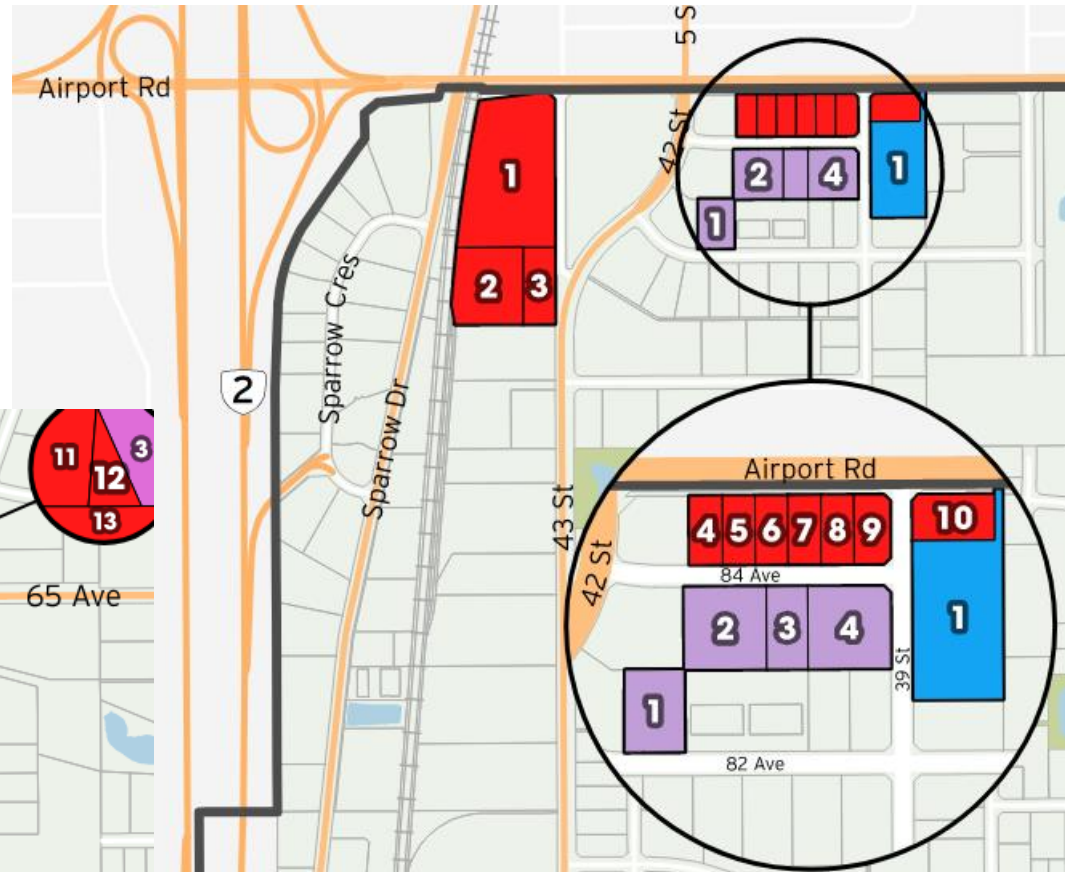 5 S
Airport Rd
42 St
1
2
3
2
4
1
1
Sparrow Cres
2
Sparrow Dr
43 St
11
12
3
13
65 Ave
Airport Rd
4 5 6 7 8 9
10
84 Ave
42 St
2 3 4
1
39 St
1
82 Ave